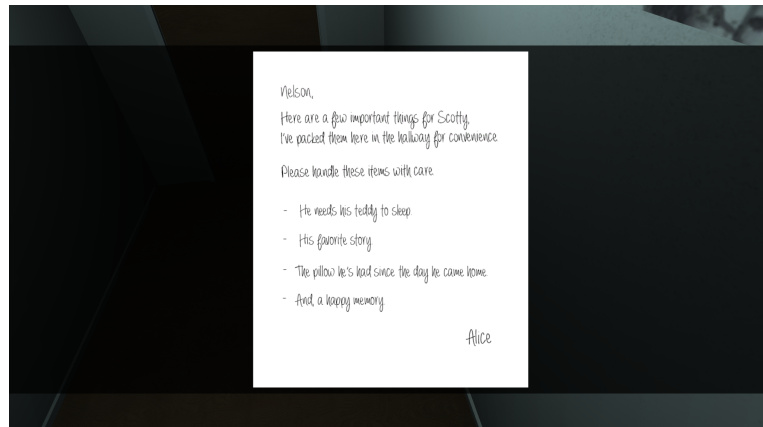 Nelson,
Here are a few important things for Scotty.
I've packed them here in the hallway for convenience.
Please handle these items with care.
- He needs his teddy to sleep.
- His favorite story.
- The pillow he's had since the day he came home.
- And, a happy memory.
Alice